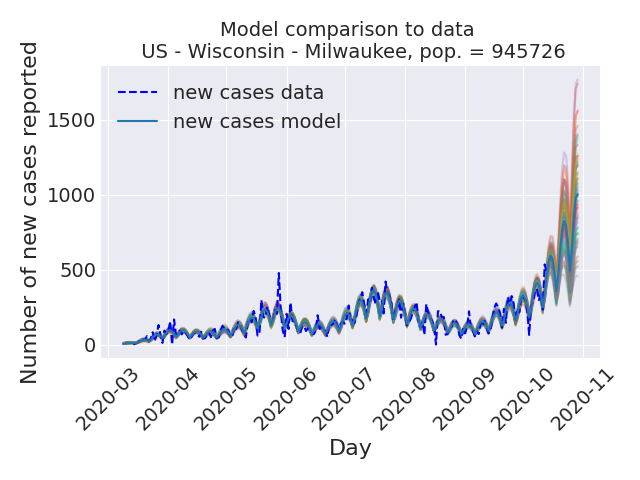 Model comparison to data
US - Wisconsin - Milwaukee, pop. = 945726
Number of new cases reported
new cases data
new cases model
1500
1000
500
0
2020-03
2020-04
2020-05
2020-06
2020-07
2020-08
2020-09
2020-10
2020-11
Day